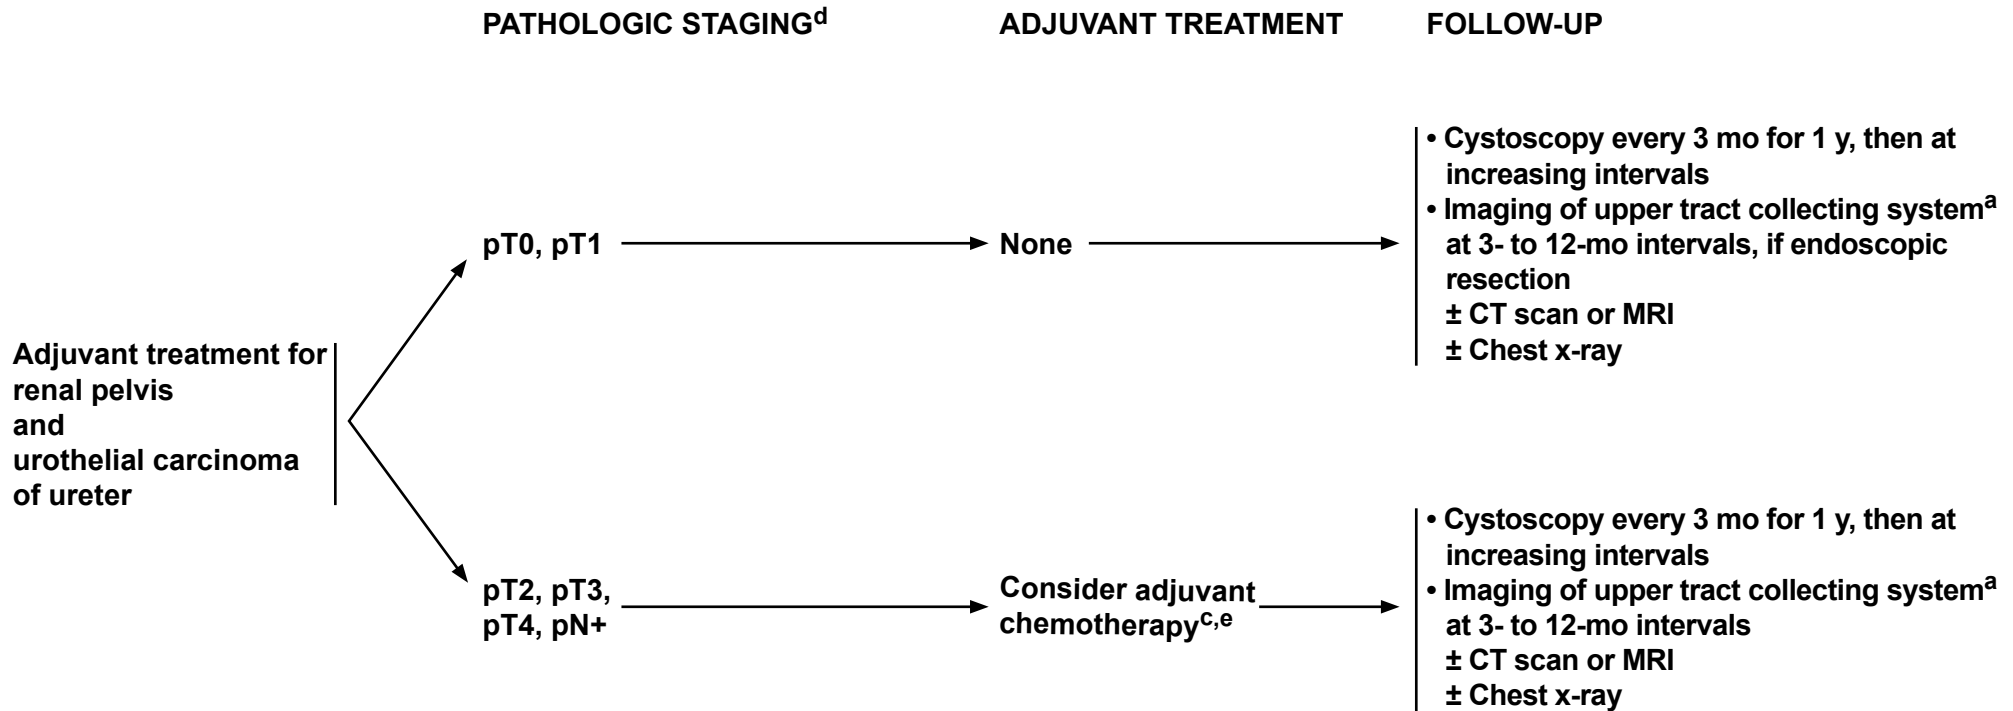 PATHOLOGIC STAGINGd
ADJUVANT TREATMENT
FOLLOW-UP
Adjuvant treatment for
renal pelvis
and
urothelial carcinoma
of ureter
pT0, pT1
None
• Cystoscopy every 3 mo for 1 y, then at
increasing intervals
• Imaging of upper tract collecting systema
at 3- to 12-mo intervals, if endoscopic
resection
± CT scan or MRI
± Chest x-ray
pT2, pT3,
pT4, pN+
Consider adjuvant
chemotherapyc,e
• Cystoscopy every 3 mo for 1 y, then at
increasing intervals
• Imaging of upper tract collecting systema
at 3- to 12-mo intervals
± CT scan or MRI
± Chest x-ray